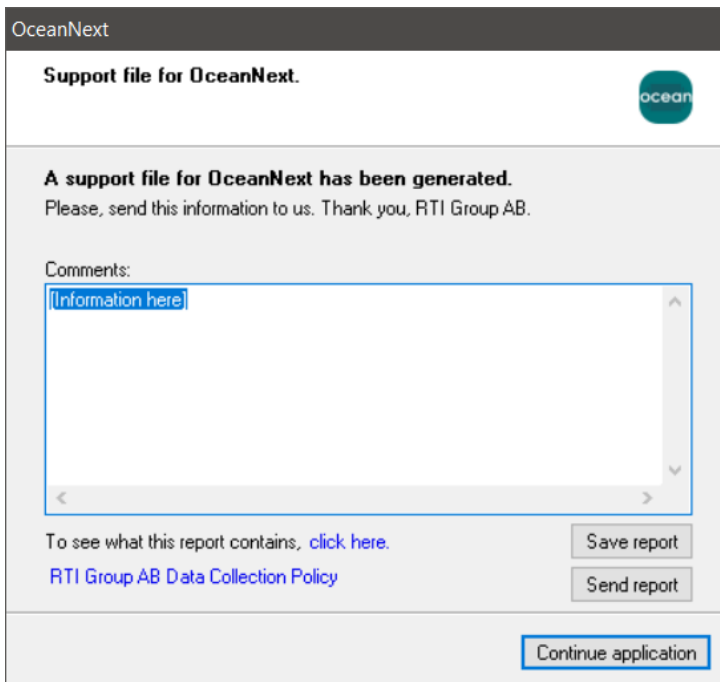 OceanNext
Support file for OceanNext.
ocean
A support file for OceanNext has been generated.
Please, send this information to us. Thank you, RTI Group AB.
Comments:
[Information here]
To see what this report contains, click here.
Save report
RTI Group AB Data Collection Policy
Send report
Continue application